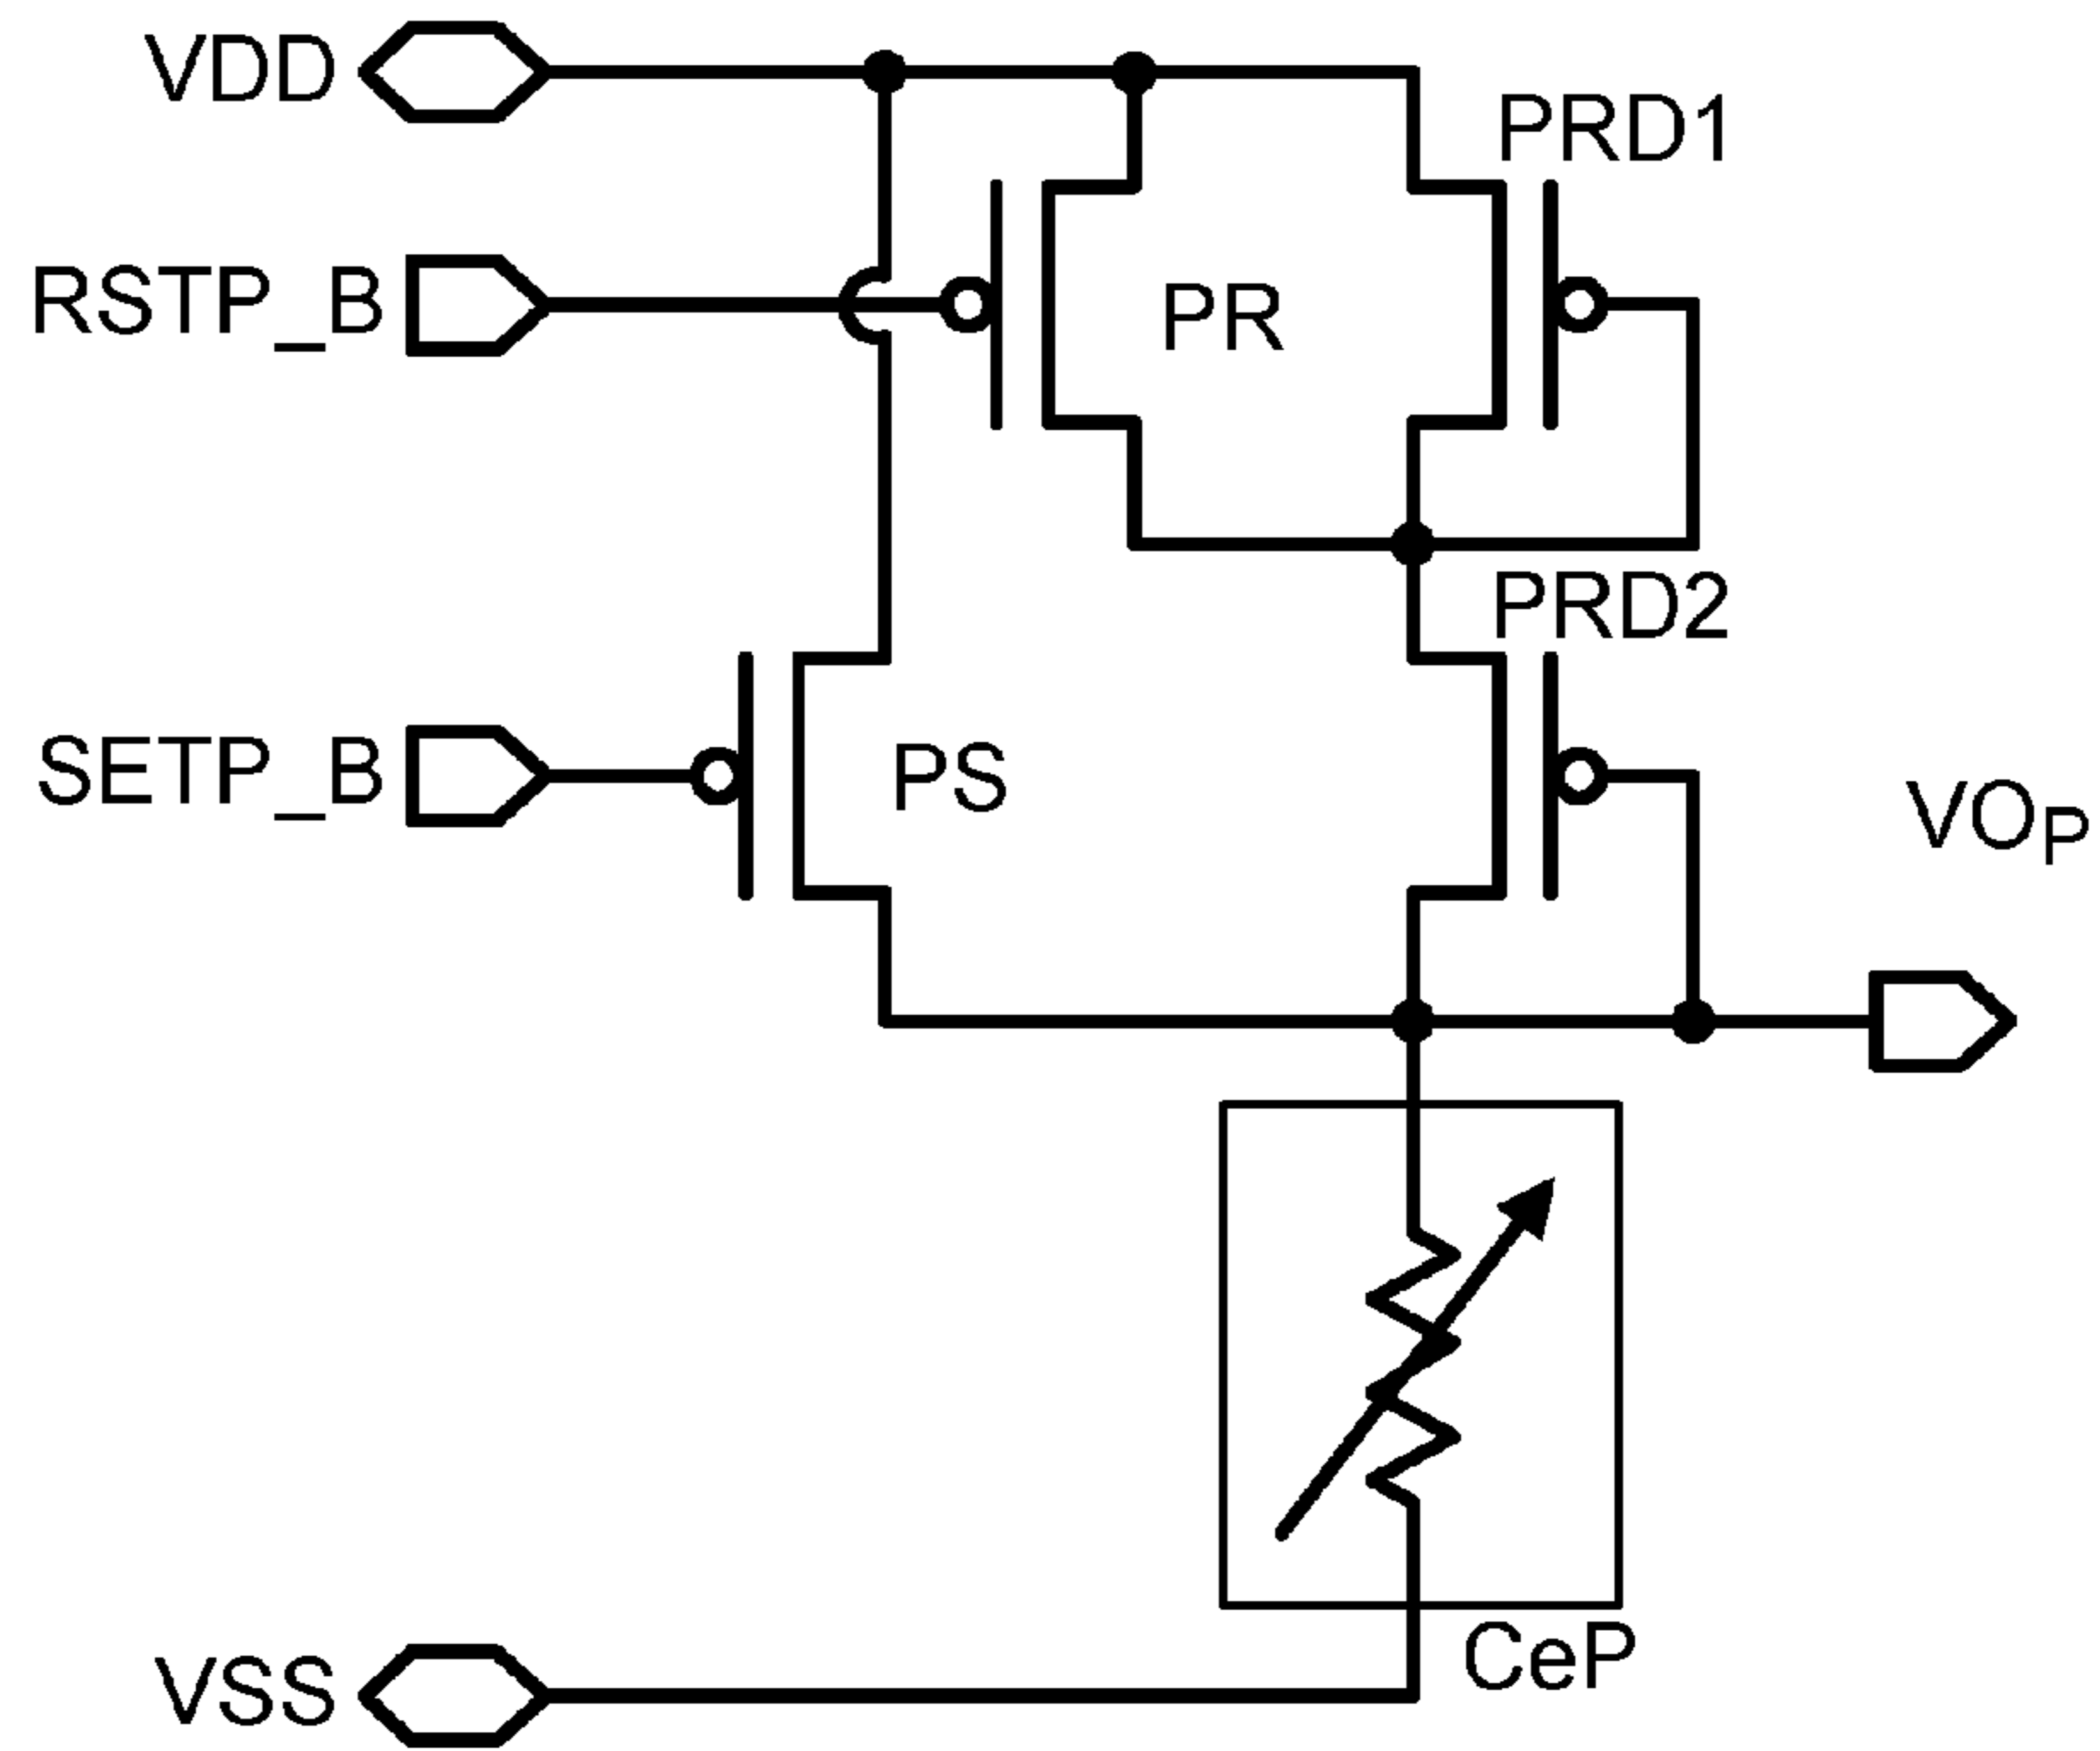 VDD
PRD1
RSTP_B
PR
PRD2
SETP_B
PS
VOP
CeP
VSS